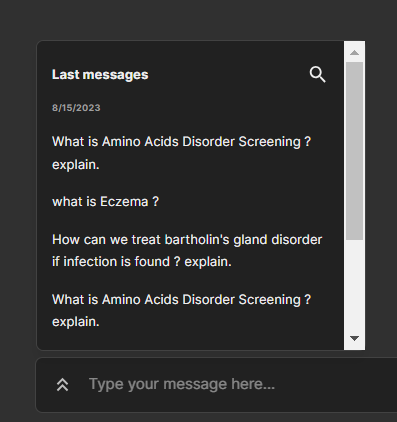 Last messages
8/15/2023
What is Amino Acids Disorder Screening ?
explain.
what is Eczema ?
How can we treat bartholin's gland disorder
if infection is found ? explain.
What is Amino Acids Disorder Screening ?
explain.
Type your message here...